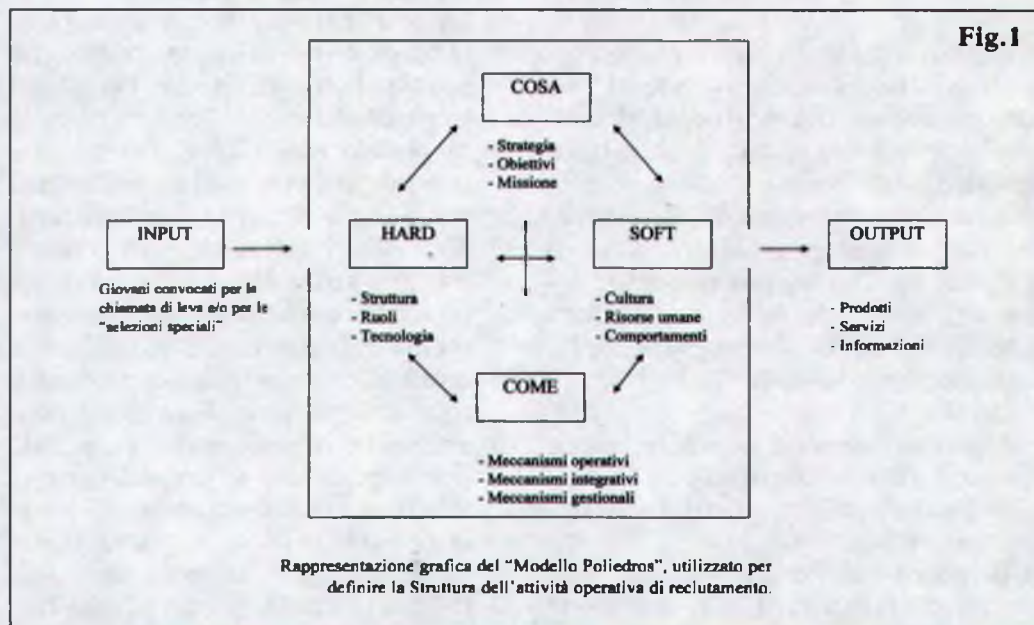 Fig.1
COSA
- Strategia
- Obiettivi
- Missione
INPUT
HARD
SOFT
OUTPUT
Giovani convocati per la
chiamata di leva e/o per le
"selezioni speciali"
- Struttura
- Ruoli
- Tecnologia
- Cultura
- Risorse umane
- Comportamenti
- Prodotti
- Servizi
- Informazioni
COME
- Meccanismi operativi
- Meccanismi integrativi
- Meccanismi gestionali
Rappresentazione grafica del "Modello Poliedros", utilizzato per
definire la Struttura dell'attività operativa di reclutamento.